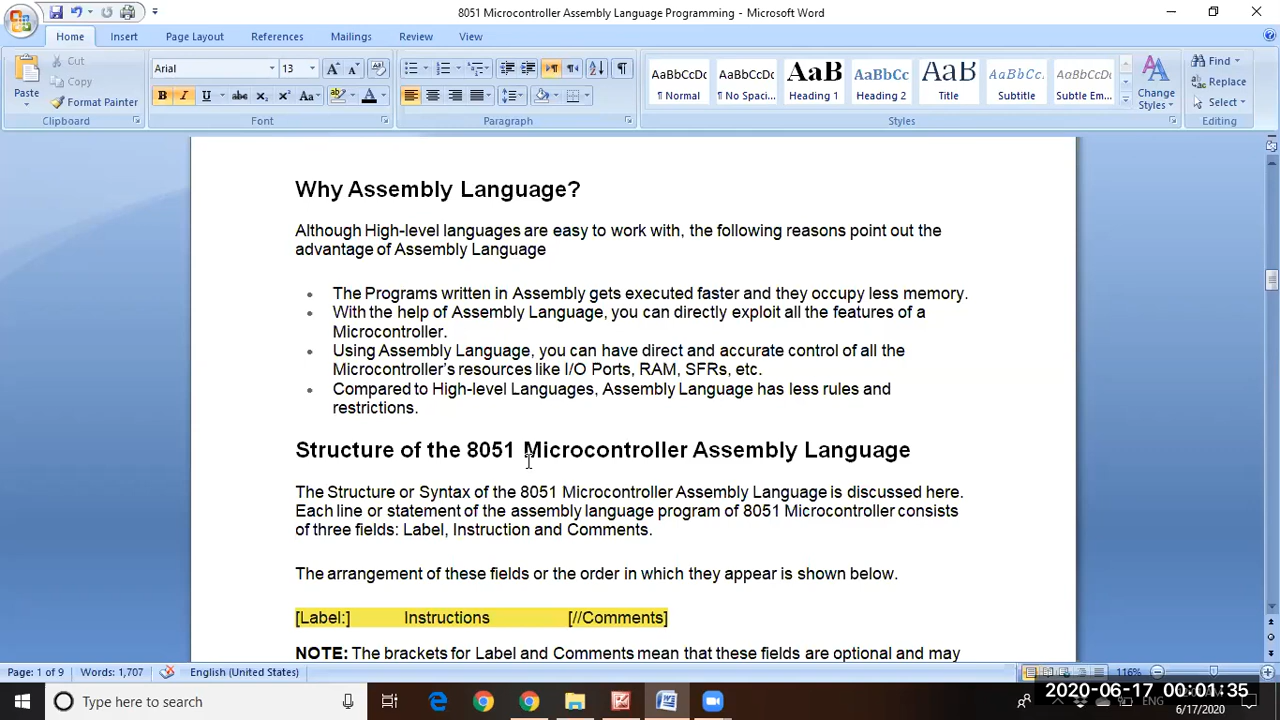 8051 Microcontroller Assembly Language Programming - Microsoft Word
Home Insert Page Layout References Mailings Review View
Paste Cut Copy Format Painter
Clipboard
Arial 13
Font
Paragraph
AaBbCcDc AaBbCcDc AaB AaBbCc AaB AaBbCc AaBbCcDc
¶ Normal ¶ No Spaci... Heading 1 Heading 2 Title Subtitle Subtle Em...
Change Styles
Styles
Find Replace Select
Editing
Why Assembly Language?
Although High-level languages are easy to work with, the following reasons point out the
advantage of Assembly Language
• The Programs written in Assembly gets executed faster and they occupy less memory.
• With the help of Assembly Language, you can directly exploit all the features of a
Microcontroller.
• Using Assembly Language, you can have direct and accurate control of all the
Microcontroller's resources like I/O Ports, RAM, SFRs, etc.
• Compared to High-level Languages, Assembly Language has less rules and
restrictions.
Structure of the 8051 Microcontroller Assembly Language
The Structure or Syntax of the 8051 Microcontroller Assembly Language is discussed here.
Each line or statement of the assembly language program of 8051 Microcontroller consists
of three fields: Label, Instruction and Comments.
The arrangement of these fields or the order in which they appear is shown below.
[Label:] Instructions [//Comments]
NOTE: The brackets for Label and Comments mean that these fields are optional and may
Page: 1 of 9 Words: 1,707 English (United States) 116%
Type here to search
ENG
2020-06-17 00:01:35
6/17/2020